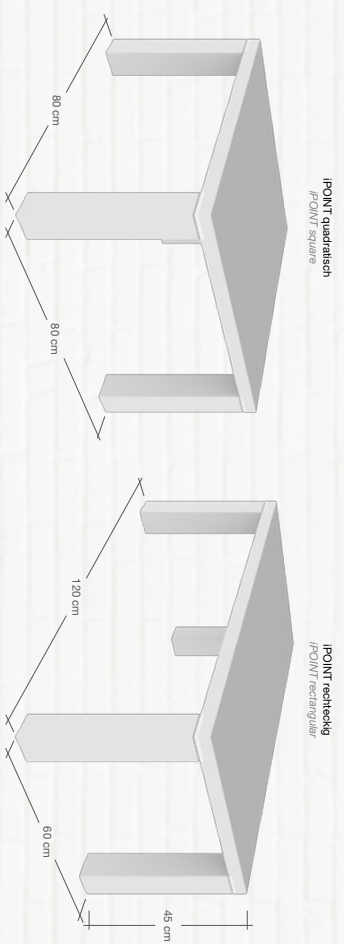 iPOINT quadratisch
iPOINT square
80 cm
80 cm
iPOINT rechteckig
iPOINT rectangular
120 cm
60 cm
45 cm